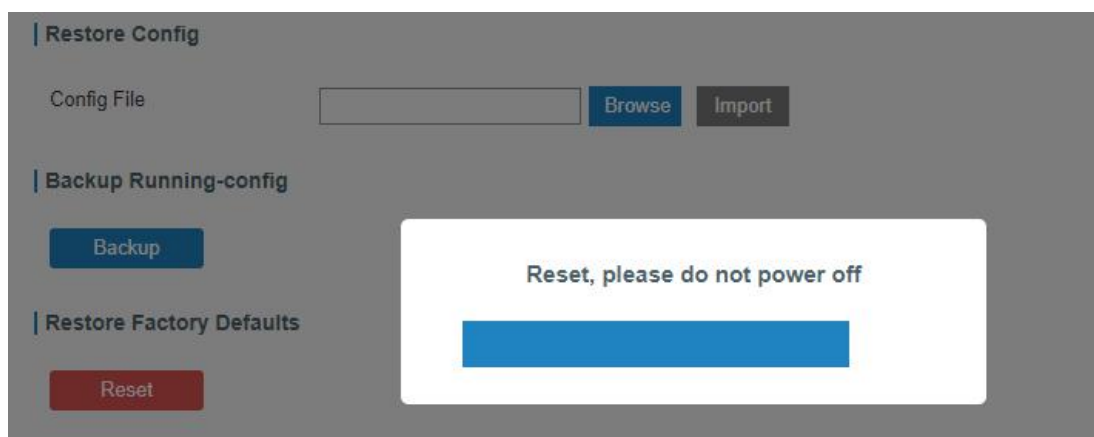 Restore Config
Config File
Browse Import
Backup Running-config
Backup
Reset, please do not power off
Restore Factory Defaults
Reset